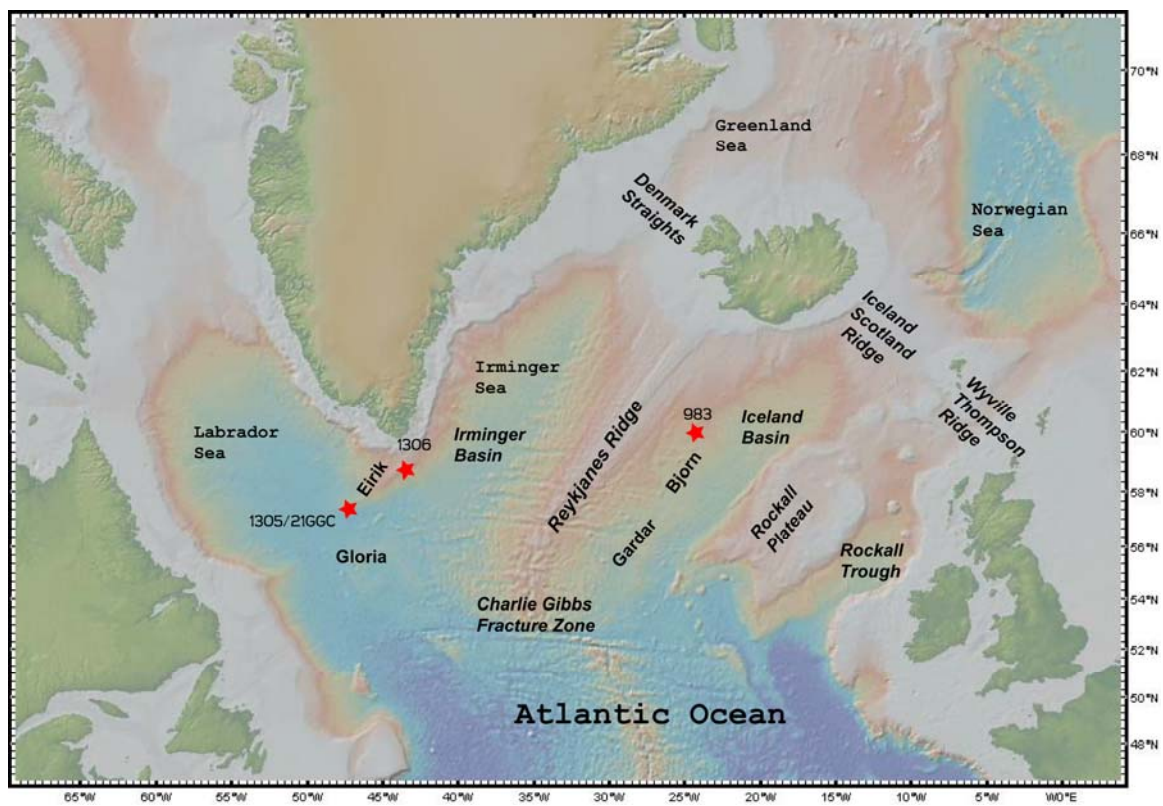 70°N
Greenland
Sea
68°N
Denmark
Straights
Norwegian
Sea
66°N
Iceland
Scotland
Ridge
64°N
Irminger
Sea
62°N
Wyville
Thompson
Ridge
983
Iceland
Basin
Labrador
Sea
1306
Irminger
Basin
Reykjanes Ridge
60°N
Eirik
Bjorn
58°N
1305/21GGC
Rockall
Plateau
Gloria
Gardar
Rockall
Trough
56°N
Charlie Gibbs
Fracture Zone
54°N
52°N
Atlantic Ocean
50°N
48°N
65°W
60°W
55°W
50°W
45°W
40°W
35°W
30°W
25°W
20°W
15°W
10°W
5°W
W0°E